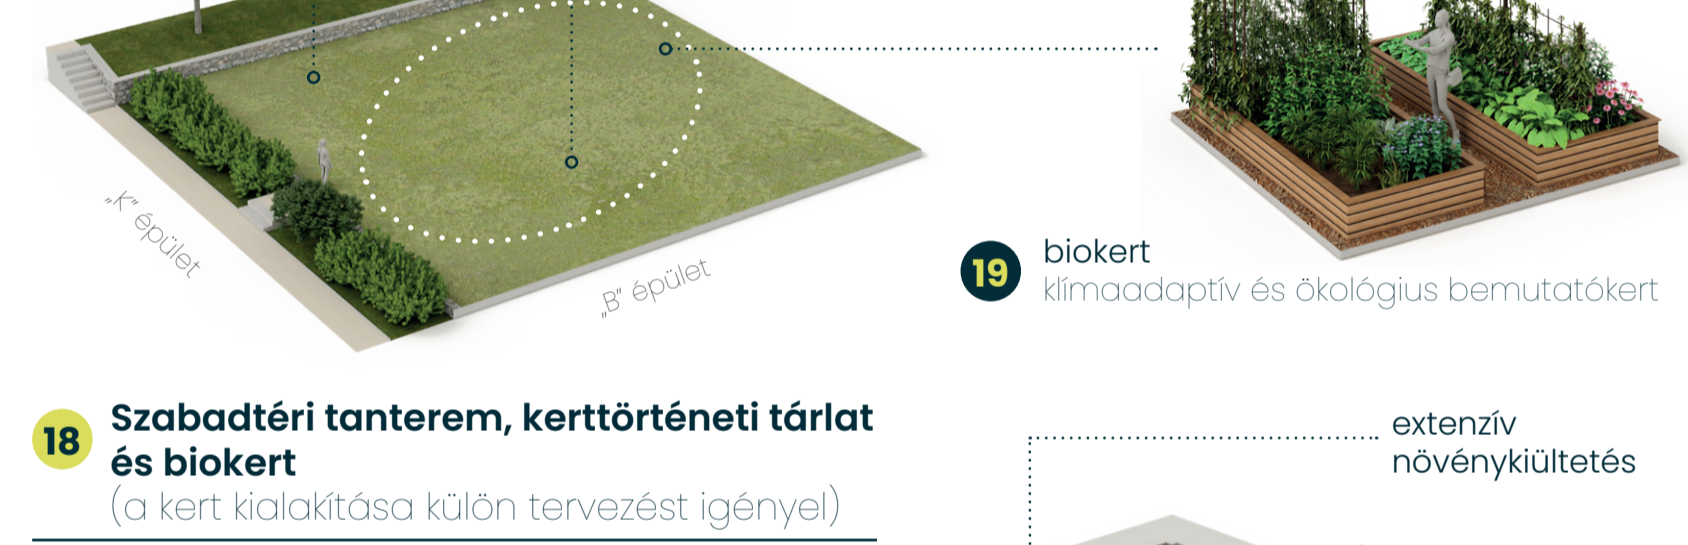 „K” épület
„B” épület
19
biokert
klímaadaptív és ökológius bemutatókert
18
Szabadtéri tanterem, kerttörténeti tárlat
és biokert
(a kert kialakítása külön tervezést igényel)
extenzív
növénykiültetés